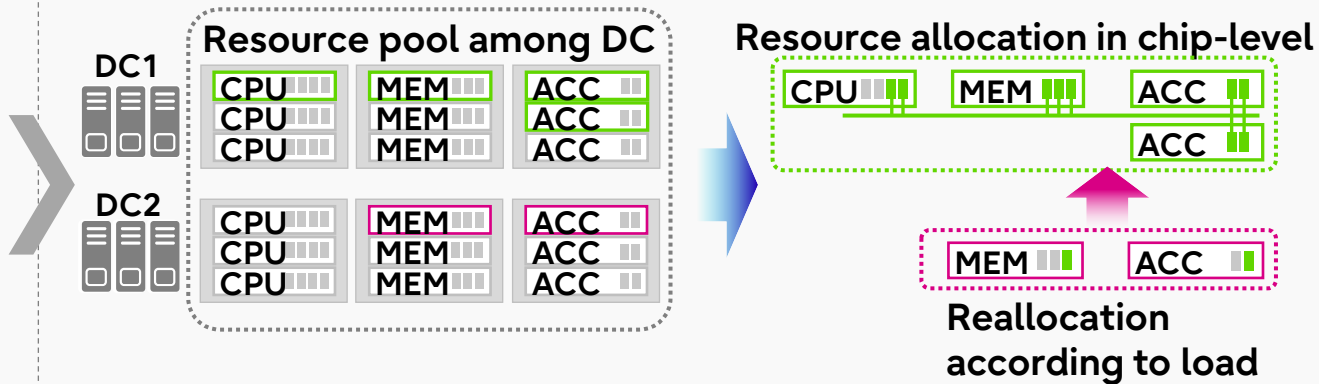 Resource pool among DC
DC1
CPU MEM ACC
CPU MEM ACC
CPU MEM ACC
DC2
CPU MEM ACC
CPU MEM ACC
CPU MEM ACC
Resource allocation in chip-level
CPU MEM ACC
ACC
MEM ACC
Reallocation
according to load